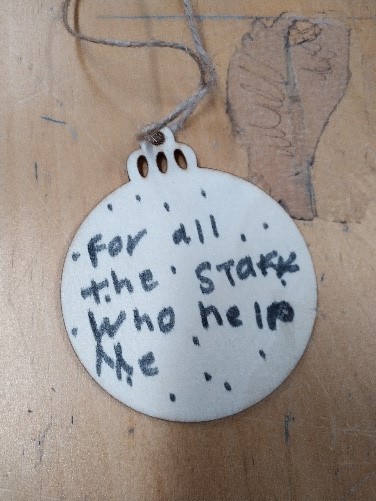 For all
the Staff
Who help
Me